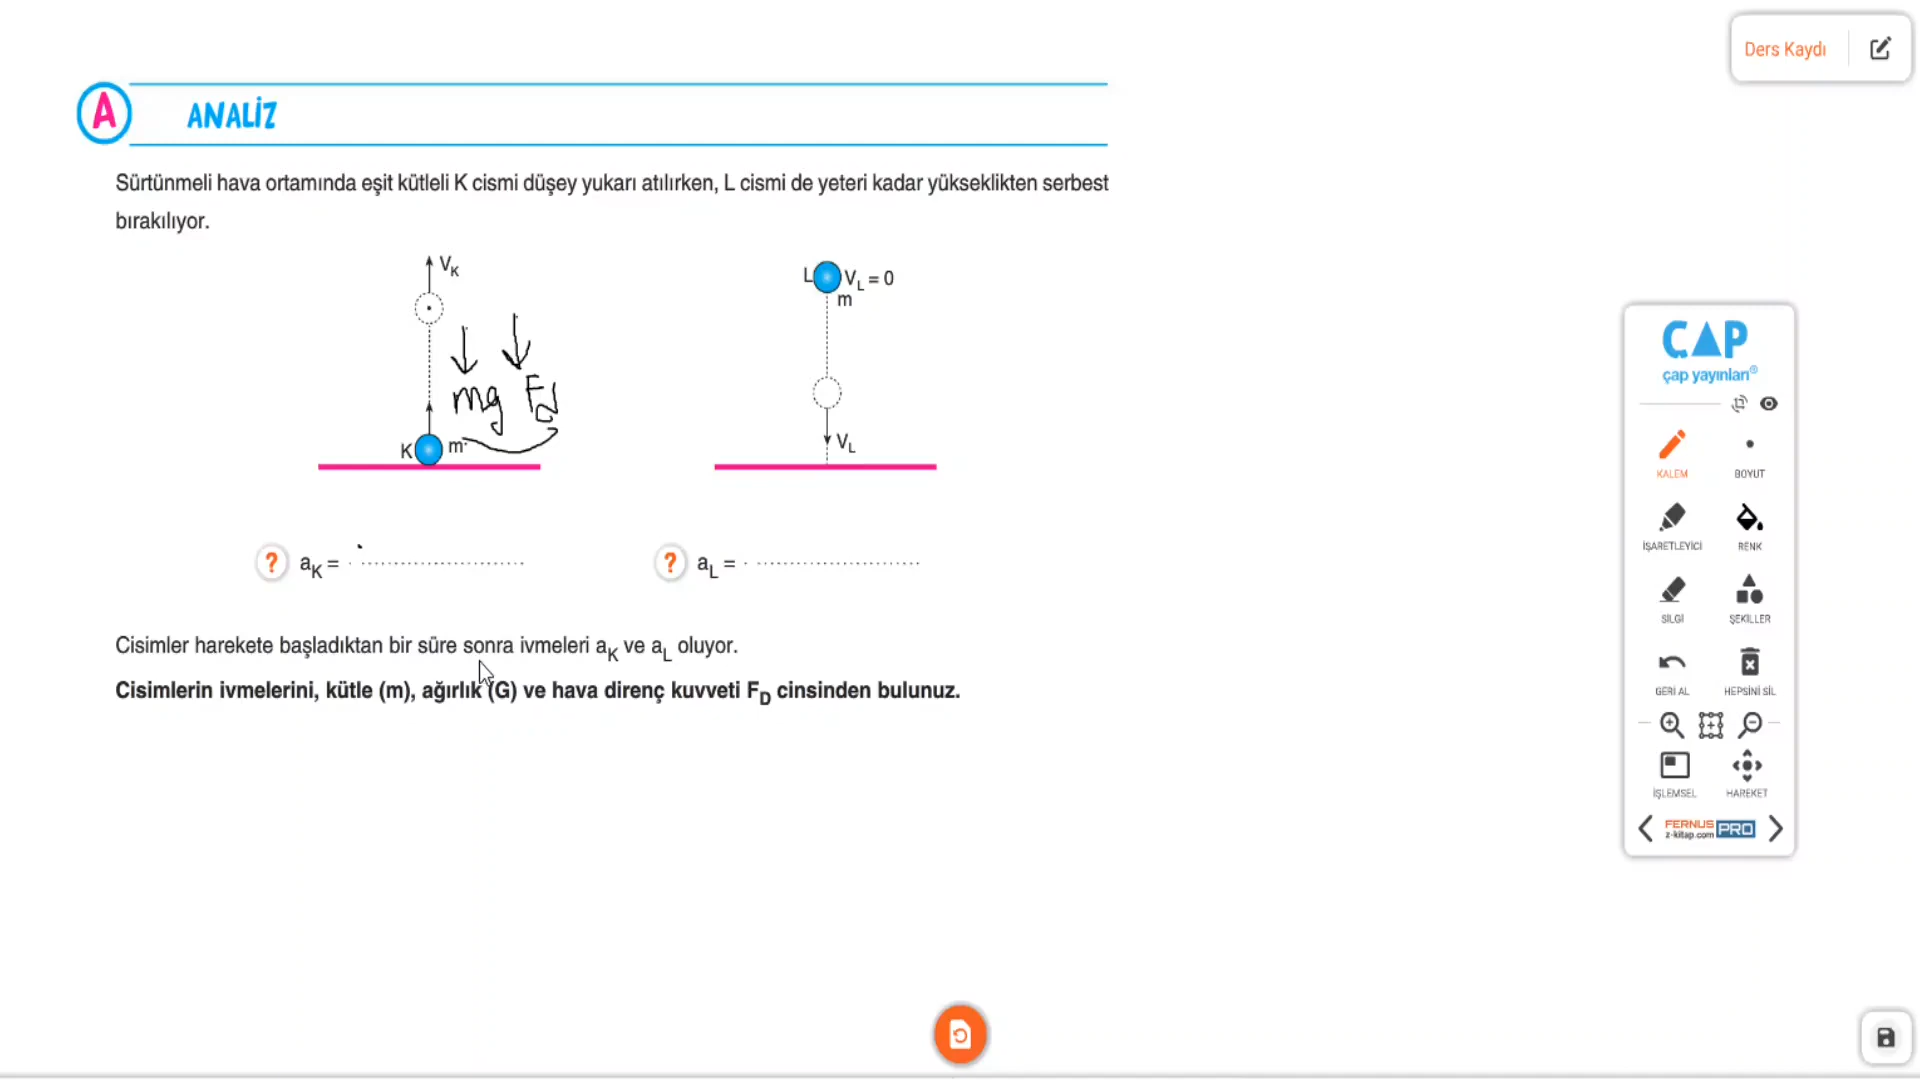 Ders Kaydı
A ANALİZ
Sürtünmeli hava ortamında eşit kütleli K cismi düşey yukarı atılırken, L cismi de yeteri kadar yükseklikten serbest
bırakılıyor.
VK
L VL = 0
m
mg Fd
K m
VL
? aK = ........................
? aL = ........................
Cisimler harekete başladıktan bir süre sonra ivmeleri aK ve aL oluyor.
Cisimlerin ivmelerini, kütle (m), ağırlık (G) ve hava direnç kuvveti FD cinsinden bulunuz.
ÇAP
çap yayınları®
KALEM BOYUT
İŞARETLEYİCİ RENK
SİLGİ ŞEKİLLER
GERİ AL HEPSİNİ SİL
İŞLEMSEL HAREKET
FERNUS PRO
z-kitap.com